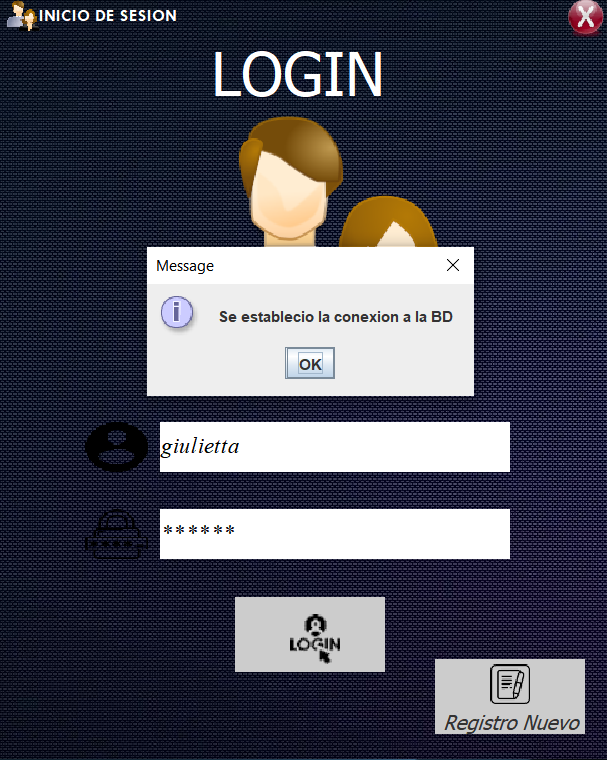 INICIO DE SESION
X
LOGIN
Message
i
Se establecio la conexion a la BD
OK
giulietta
******
LOGIN
Registro Nuevo